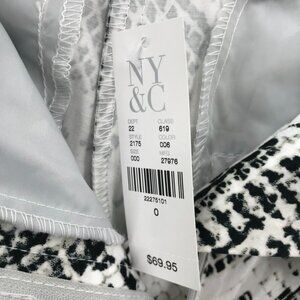 NY
&C
DEPT CLASS
22 619
STYLE COLOR
2175 006
SIZE MFG
000 27976
22275101
0
$69.95